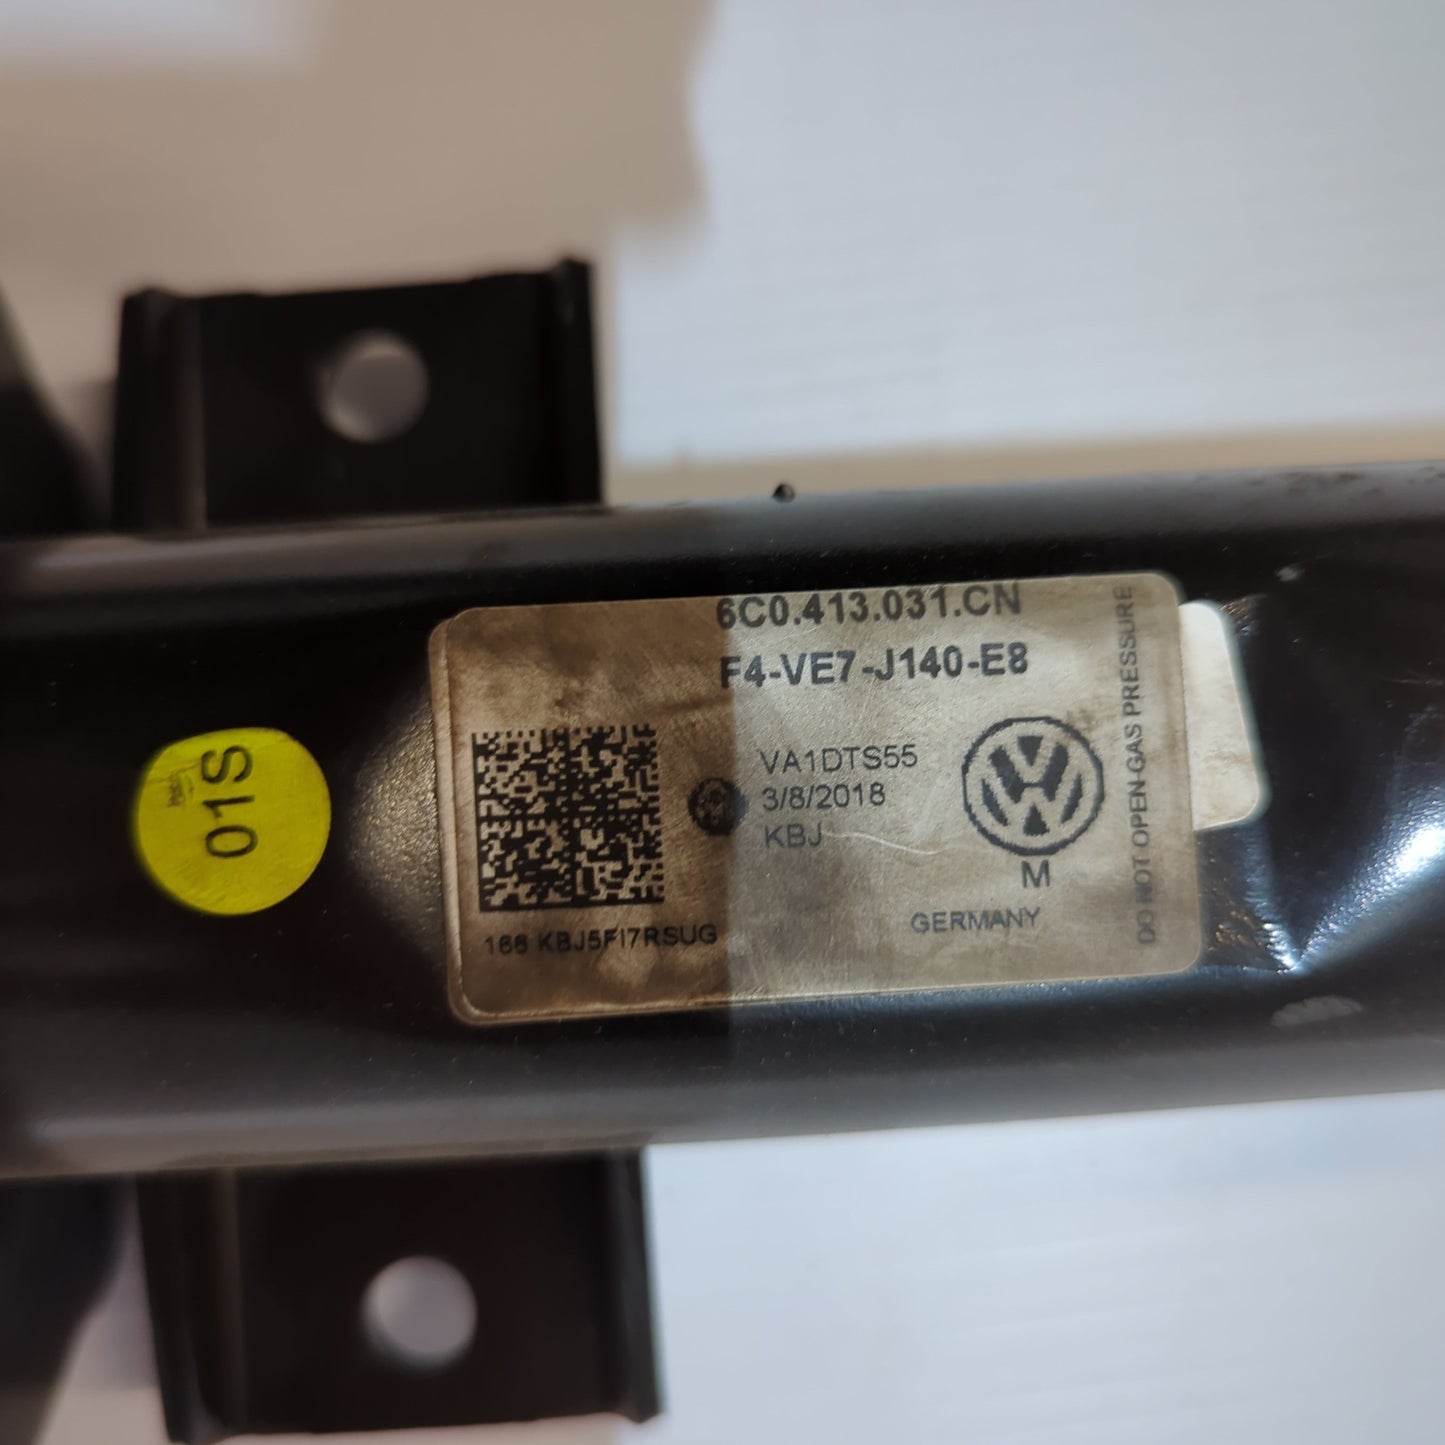 6C0.413.031.CN
F4-VE7-J140-E8
VA1DTS55
3/8/2018
KBJ
M
GERMANY
166 KBJ5FI7RSUG
DO NOT OPEN-GAS PRESSURE
01S